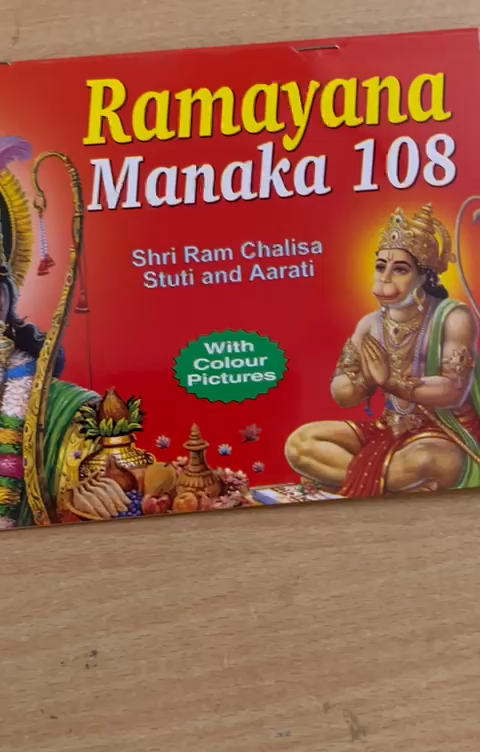 Ramayana
Manaka 108
Shri Ram Chalisa
Stuti and Aarati
With
Colour
Pictures